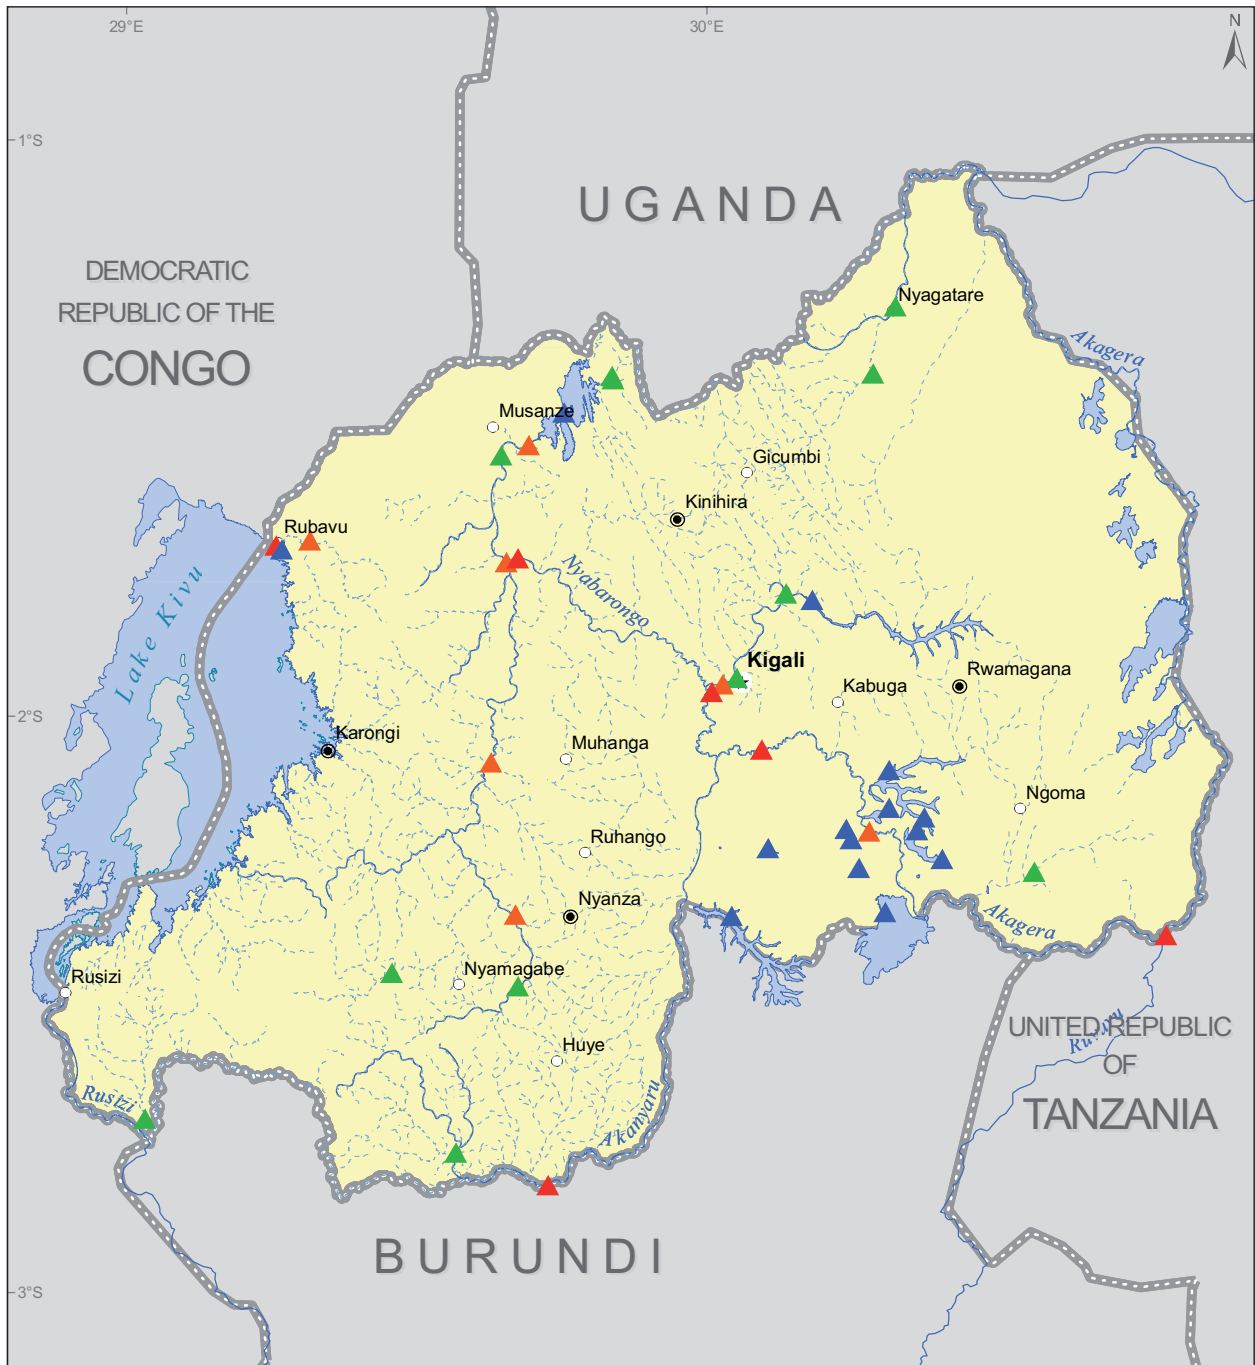 29°E
30°E
N
1°S
UGANDA
DEMOCRATIC
REPUBLIC OF THE
CONGO
Nyagatare
Akagera
Musanze
Gicumbi
Kinihira
Rubavu
Nyabarongo
Lake Kivu
Kigali
Rwamagana
Kabuga
2°S
Karongi
Muhanga
Ngoma
Ruhango
Nyanza
Akagera
Nyamagabe
Rusizi
Huye
UNITED REPUBLIC
OF
TANZANIA
Rusizi
Akanyaru
BURUNDI
3°S